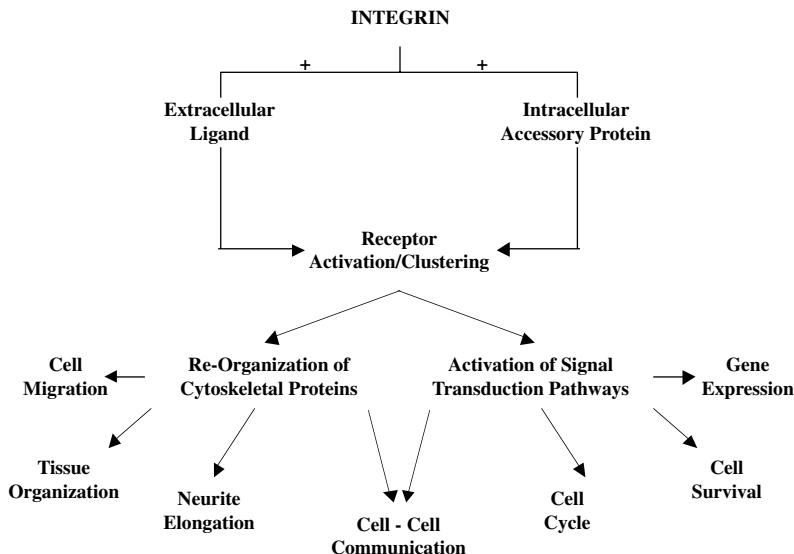 INTEGRIN
+ +
Extracellular
Ligand
Intracellular
Accessory Protein
Receptor
Activation/Clustering
Cell
Migration
Re-Organization of
Cytoskeletal Proteins
Activation of Signal
Transduction Pathways
Gene
Expression
Tissue
Organization
Neurite
Elongation
Cell - Cell
Communication
Cell
Cycle
Cell
Survival